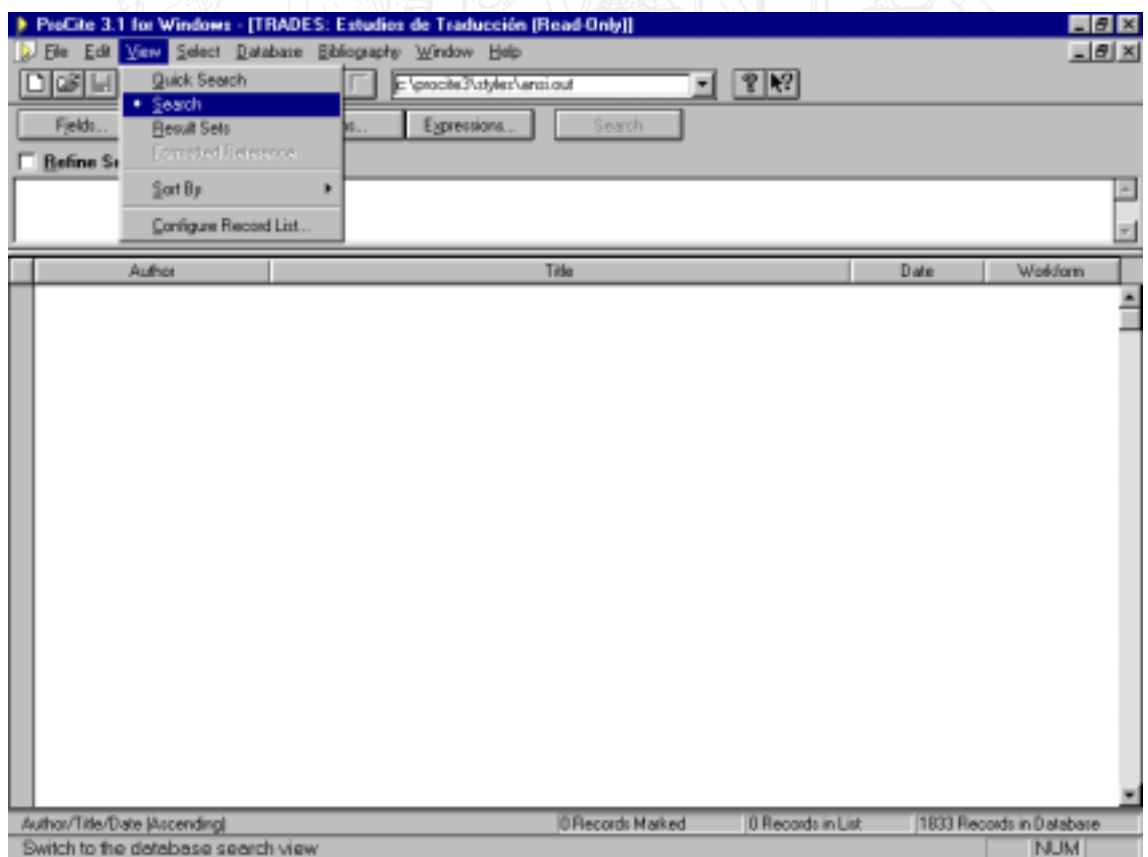 ProCite 3.1 for Windows - [TRADES: Estudios de Traducción (Read-Only)]
File Edit View Select Database Bibliography Window Help
Quick Search
c:\procite3\styles\ansi.out
Search
Fields...
Result Sets
Expressions...
Search
Formatted Reference
Refine
Sort By
Configure Record List...
Author Title Date Workform
Author/Title/Date (Ascending) 0 Records Marked 0 Records in List 1833 Records in Database
Switch to the database search view NUM